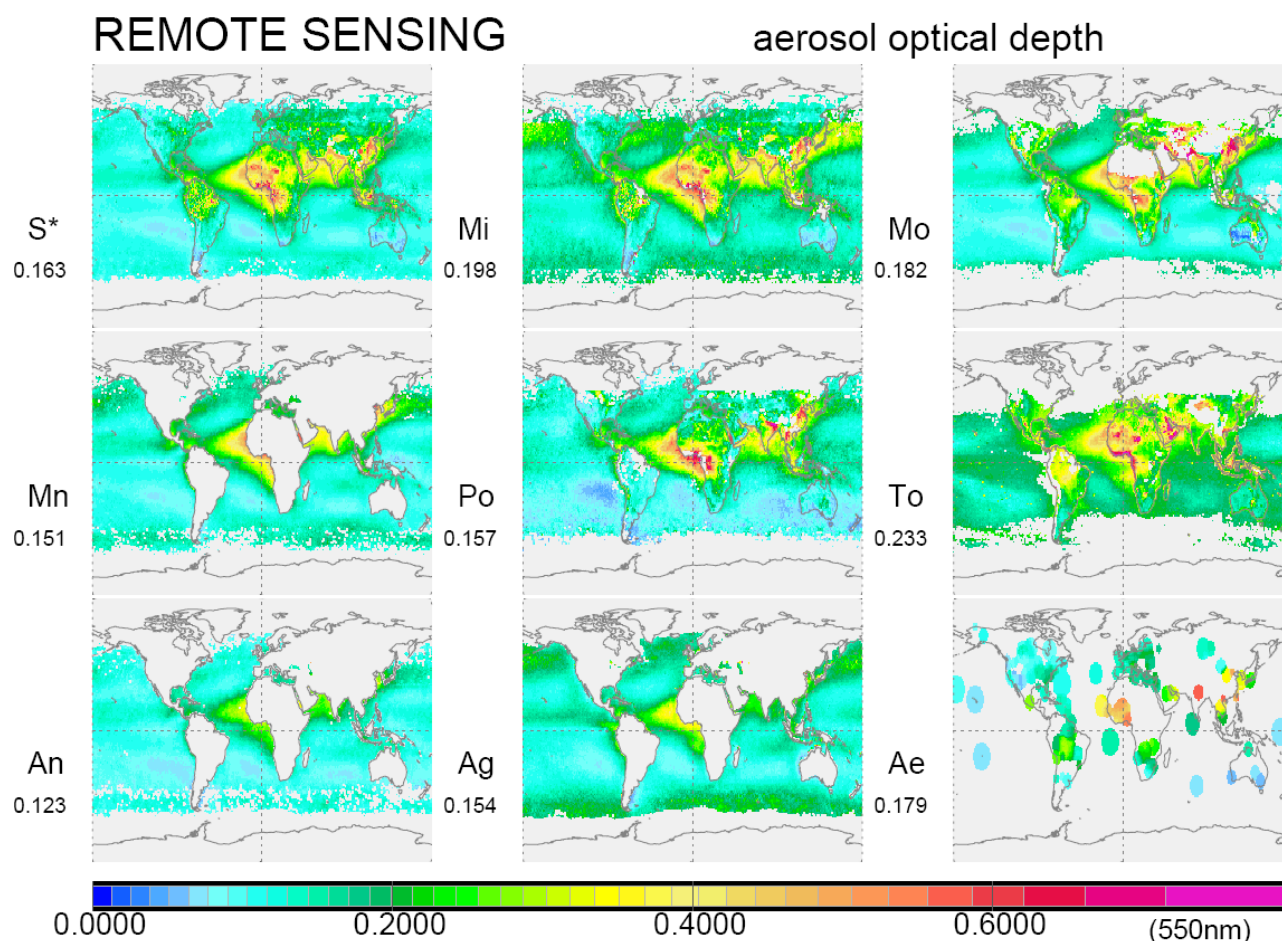 REMOTE SENSING aerosol optical depth
S* Mi Mo
0.163 0.198 0.182
Mn Po To
0.151 0.157 0.233
An Ag Ae
0.123 0.154 0.179
0.0000 0.2000 0.4000 0.6000 (550nm)